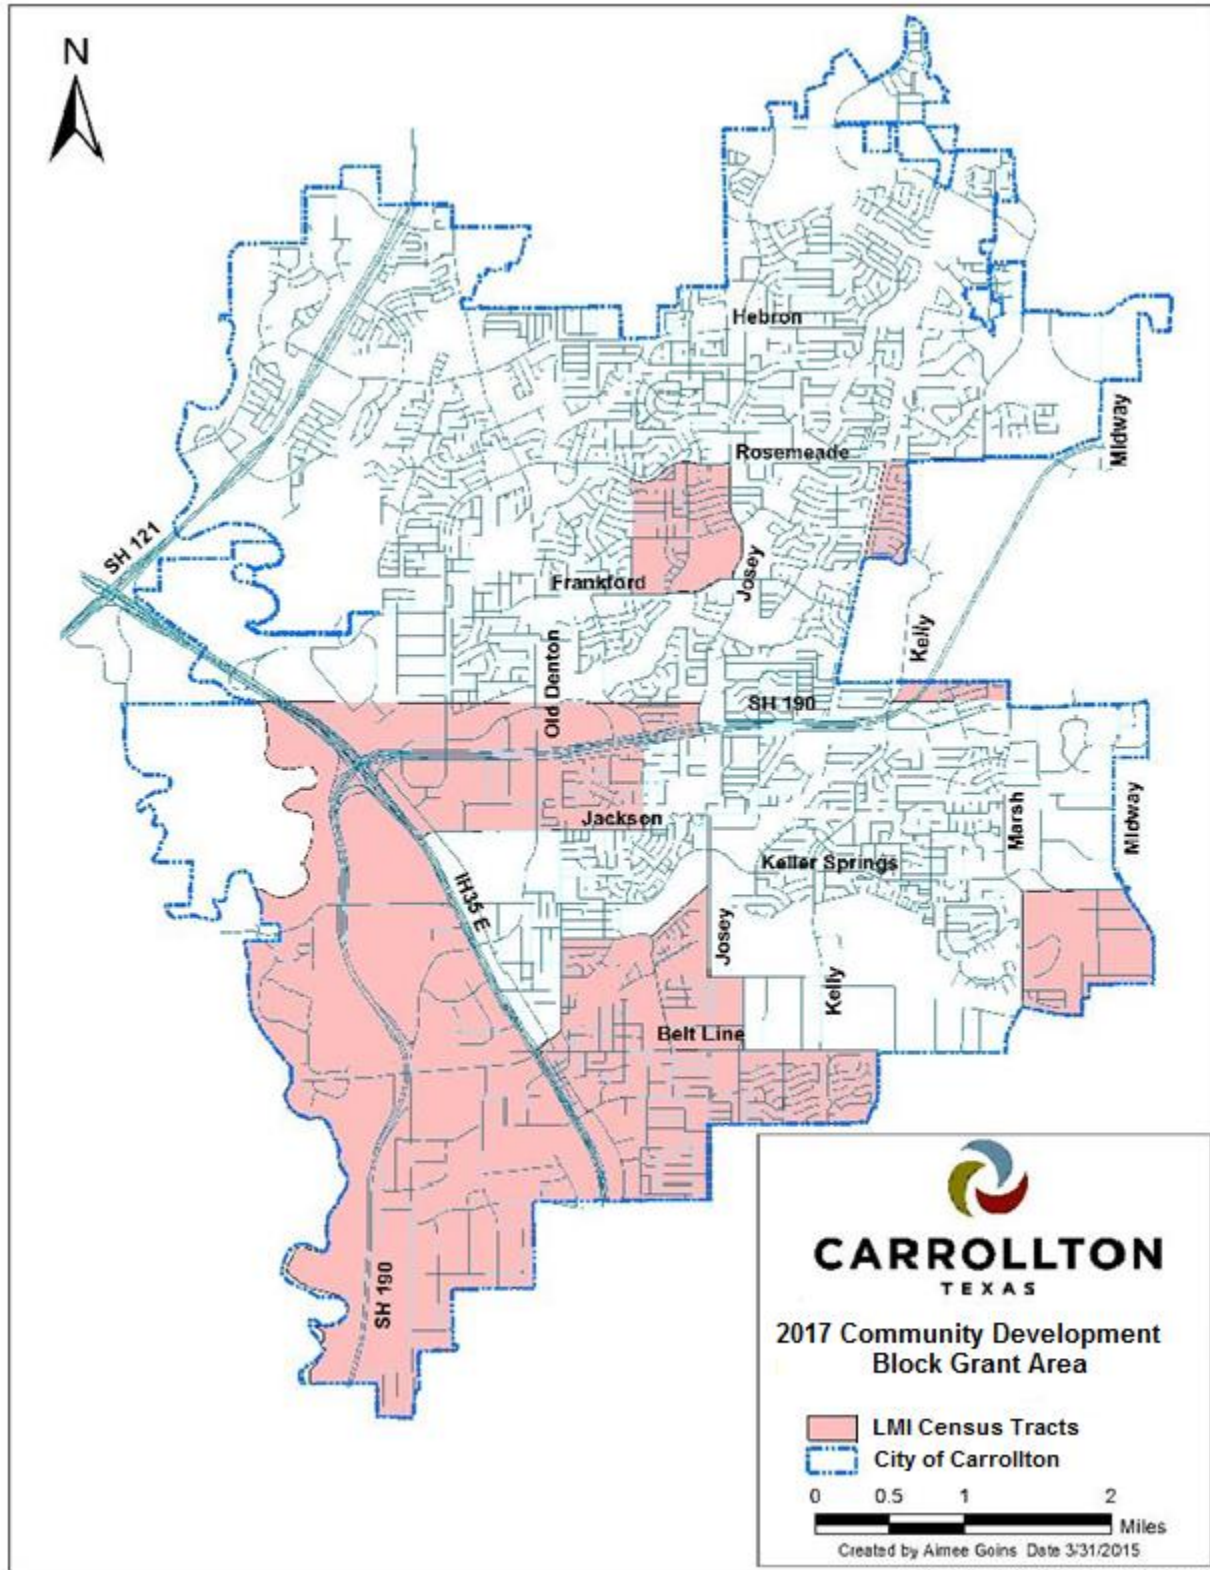 N
Hebron
Midway
Rosemeade
SH 121
Frankford
Josey
Kelly
Old Denton
SH 190
Jackson
Marsh
Midway
Keller Springs
IH35 E
Josey
Kelly
Belt Line
SH 190
CARROLLTON
TEXAS
2017 Community Development
Block Grant Area
LMI Census Tracts
City of Carrollton
0 0.5 1 2
Miles
Created by Aimee Goins Date 3/31/2015